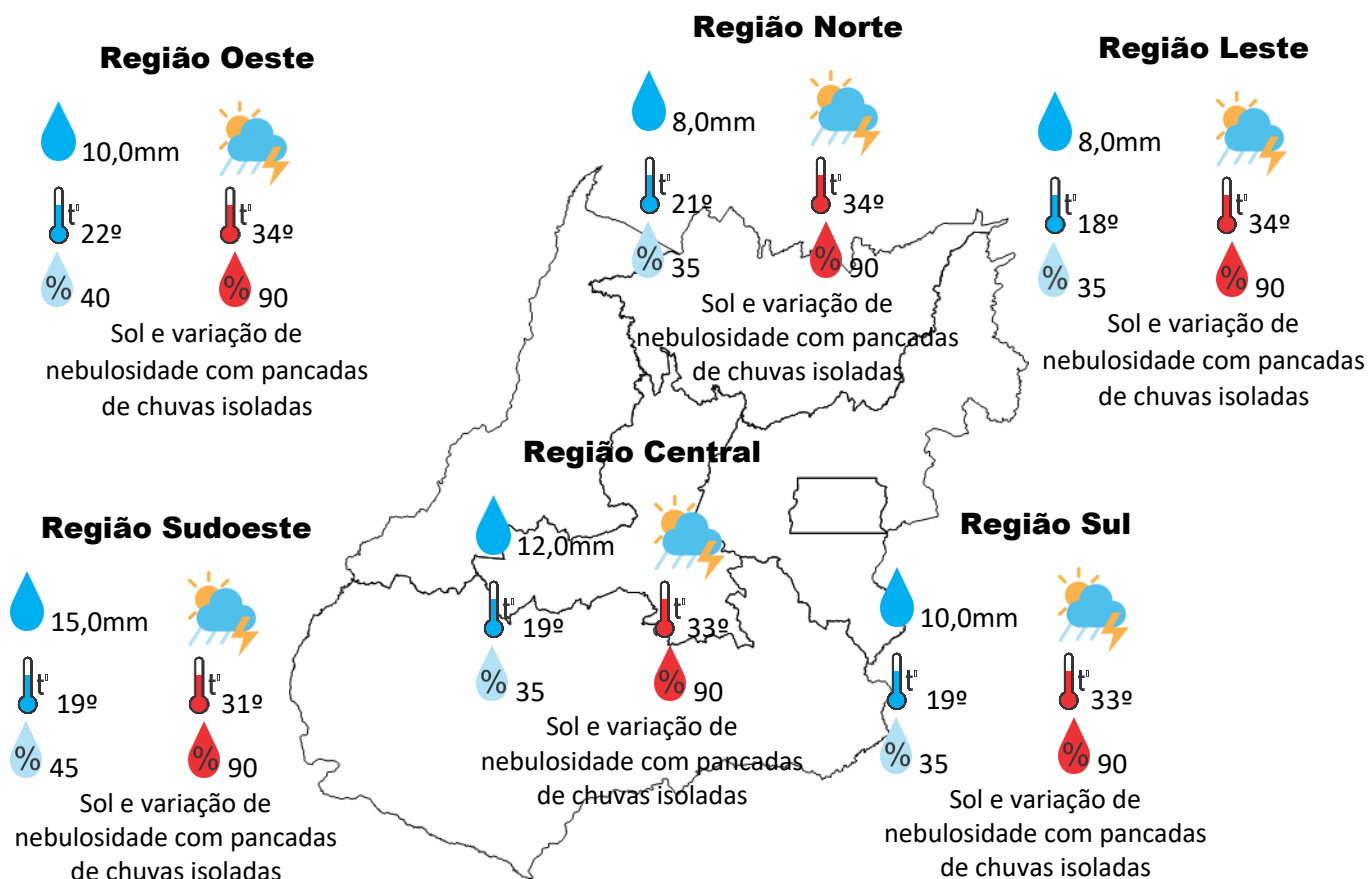 Região Oeste
10,0mm
t°
22º
t°
34º
%
40
%
90
Sol e variação de
nebulosidade com pancadas
de chuvas isoladas
Região Norte
8,0mm
t°
21º
t°
34º
%
35
%
90
Sol e variação de
nebulosidade com pancadas
de chuvas isoladas
Região Leste
8,0mm
t°
18º
t°
34º
%
35
%
90
Sol e variação de
nebulosidade com pancadas
de chuvas isoladas
Região Sudoeste
15,0mm
t°
19º
t°
31º
%
45
%
90
Sol e variação de
nebulosidade com pancadas
de chuvas isoladas
Região Central
12,0mm
t°
19º
t°
33º
%
35
%
90
Sol e variação de
nebulosidade com pancadas
de chuvas isoladas
Região Sul
10,0mm
t°
19º
t°
33º
%
35
%
90
Sol e variação de
nebulosidade com pancadas
de chuvas isoladas